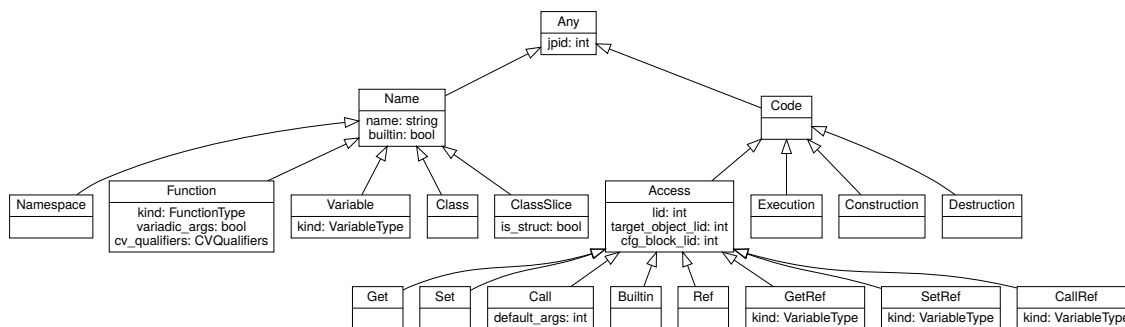 Any
jpid: int
Name
name: string
builtin: bool
Code
Namespace
Function
kind: FunctionType
variadic_args: bool
cv_qualifiers: CVQualifiers
Variable
kind: VariableType
Class
ClassSlice
is_struct: bool
Access
lid: int
target_object_lid: int
cfg_block_lid: int
Execution
Construction
Destruction
Get
Set
Call
default_args: int
Builtin
Ref
GetRef
kind: VariableType
SetRef
kind: VariableType
CallRef
kind: VariableType